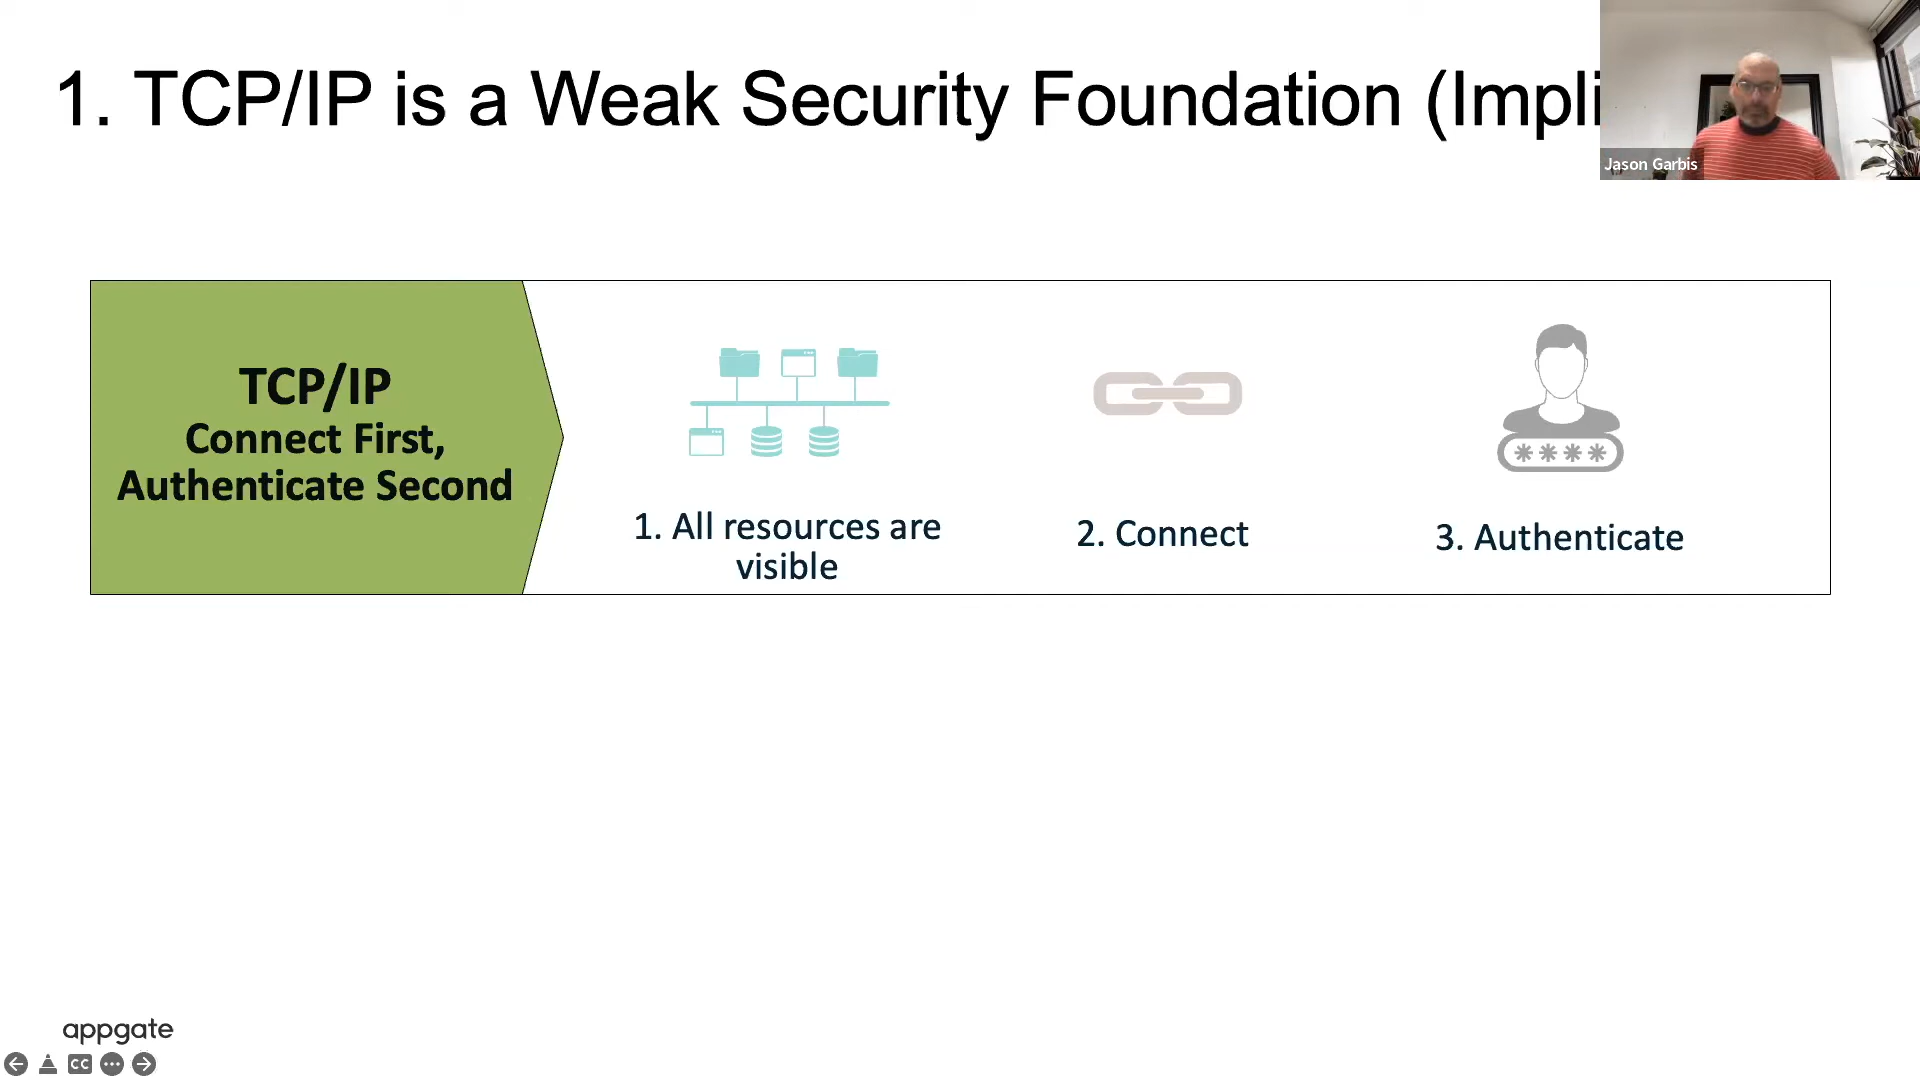 1. TCP/IP is a Weak Security Foundation (Impli
Jason Garbis
TCP/IP
Connect First,
Authenticate Second
1. All resources are
visible
2. Connect
3. Authenticate
****
appgate
CC